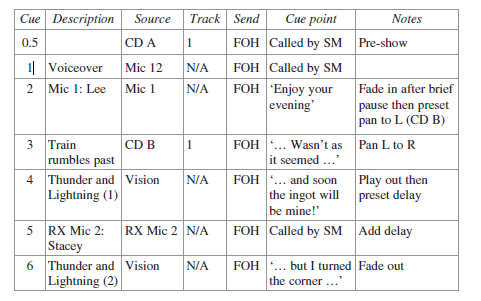 Cue Description Source Track Send Cue point Notes
0.5 CD A 1 FOH Called by SM Pre-show
1 Voiceover Mic 12 N/A FOH Called by SM
2 Mic 1: Lee Mic 1 N/A FOH ‘Enjoy your Fade in after brief
evening’ pause then preset
pan to L (CD B)
3 Train CD B 1 FOH ‘… Wasn’t as Pan L to R
rumbles past it seemed …’
4 Thunder and Vision N/A FOH ‘… and soon Play out then
Lightning (1) the ingot will preset delay
be mine!’
5 RX Mic 2: RX Mic 2 N/A FOH Called by SM Add delay
Stacey
6 Thunder and Vision N/A FOH ‘… but I turned Fade out
Lightning (2) the corner …’